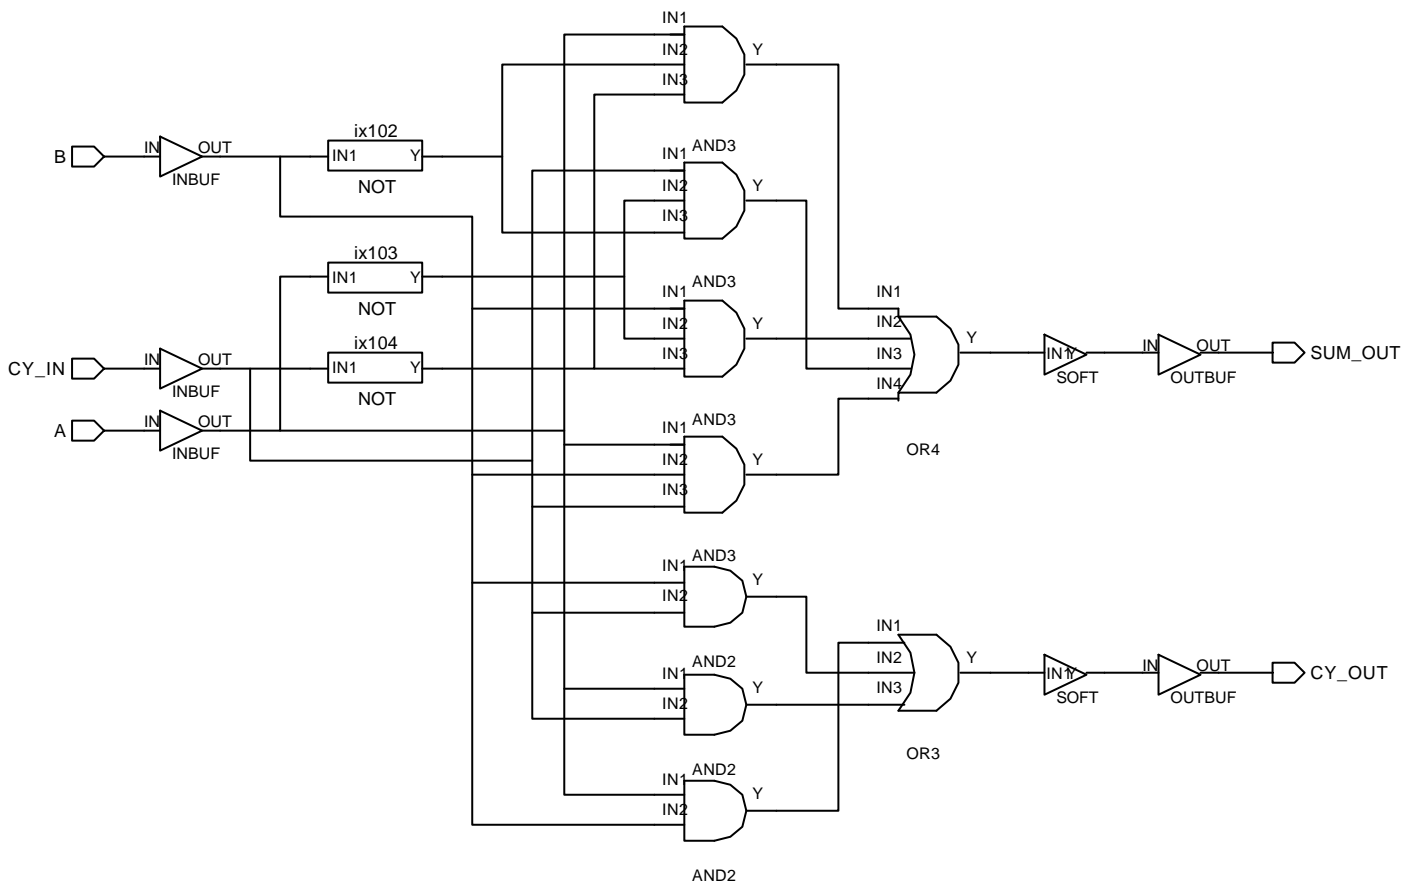 IN1
IN2 Y
IN3
ix102 AND3
B IN OUT IN1 Y IN1
INBUF NOT IN2 Y
IN3
ix103 AND3
IN1 Y IN1
NOT IN2 Y
ix104 IN3
CY_IN IN OUT IN1 Y
INBUF NOT
A IN OUT
INBUF
AND3
IN1
IN2 Y
IN3
IN1
IN2 Y
IN3
IN4
OR4
IN1Y IN OUT SUM_OUT
SOFT OUTBUF
AND3
IN1 Y
IN2
AND2
IN1 Y
IN2
AND2
IN1 Y
IN2
AND2
IN1
IN2 Y
IN3
OR3
IN1Y IN OUT CY_OUT
SOFT OUTBUF